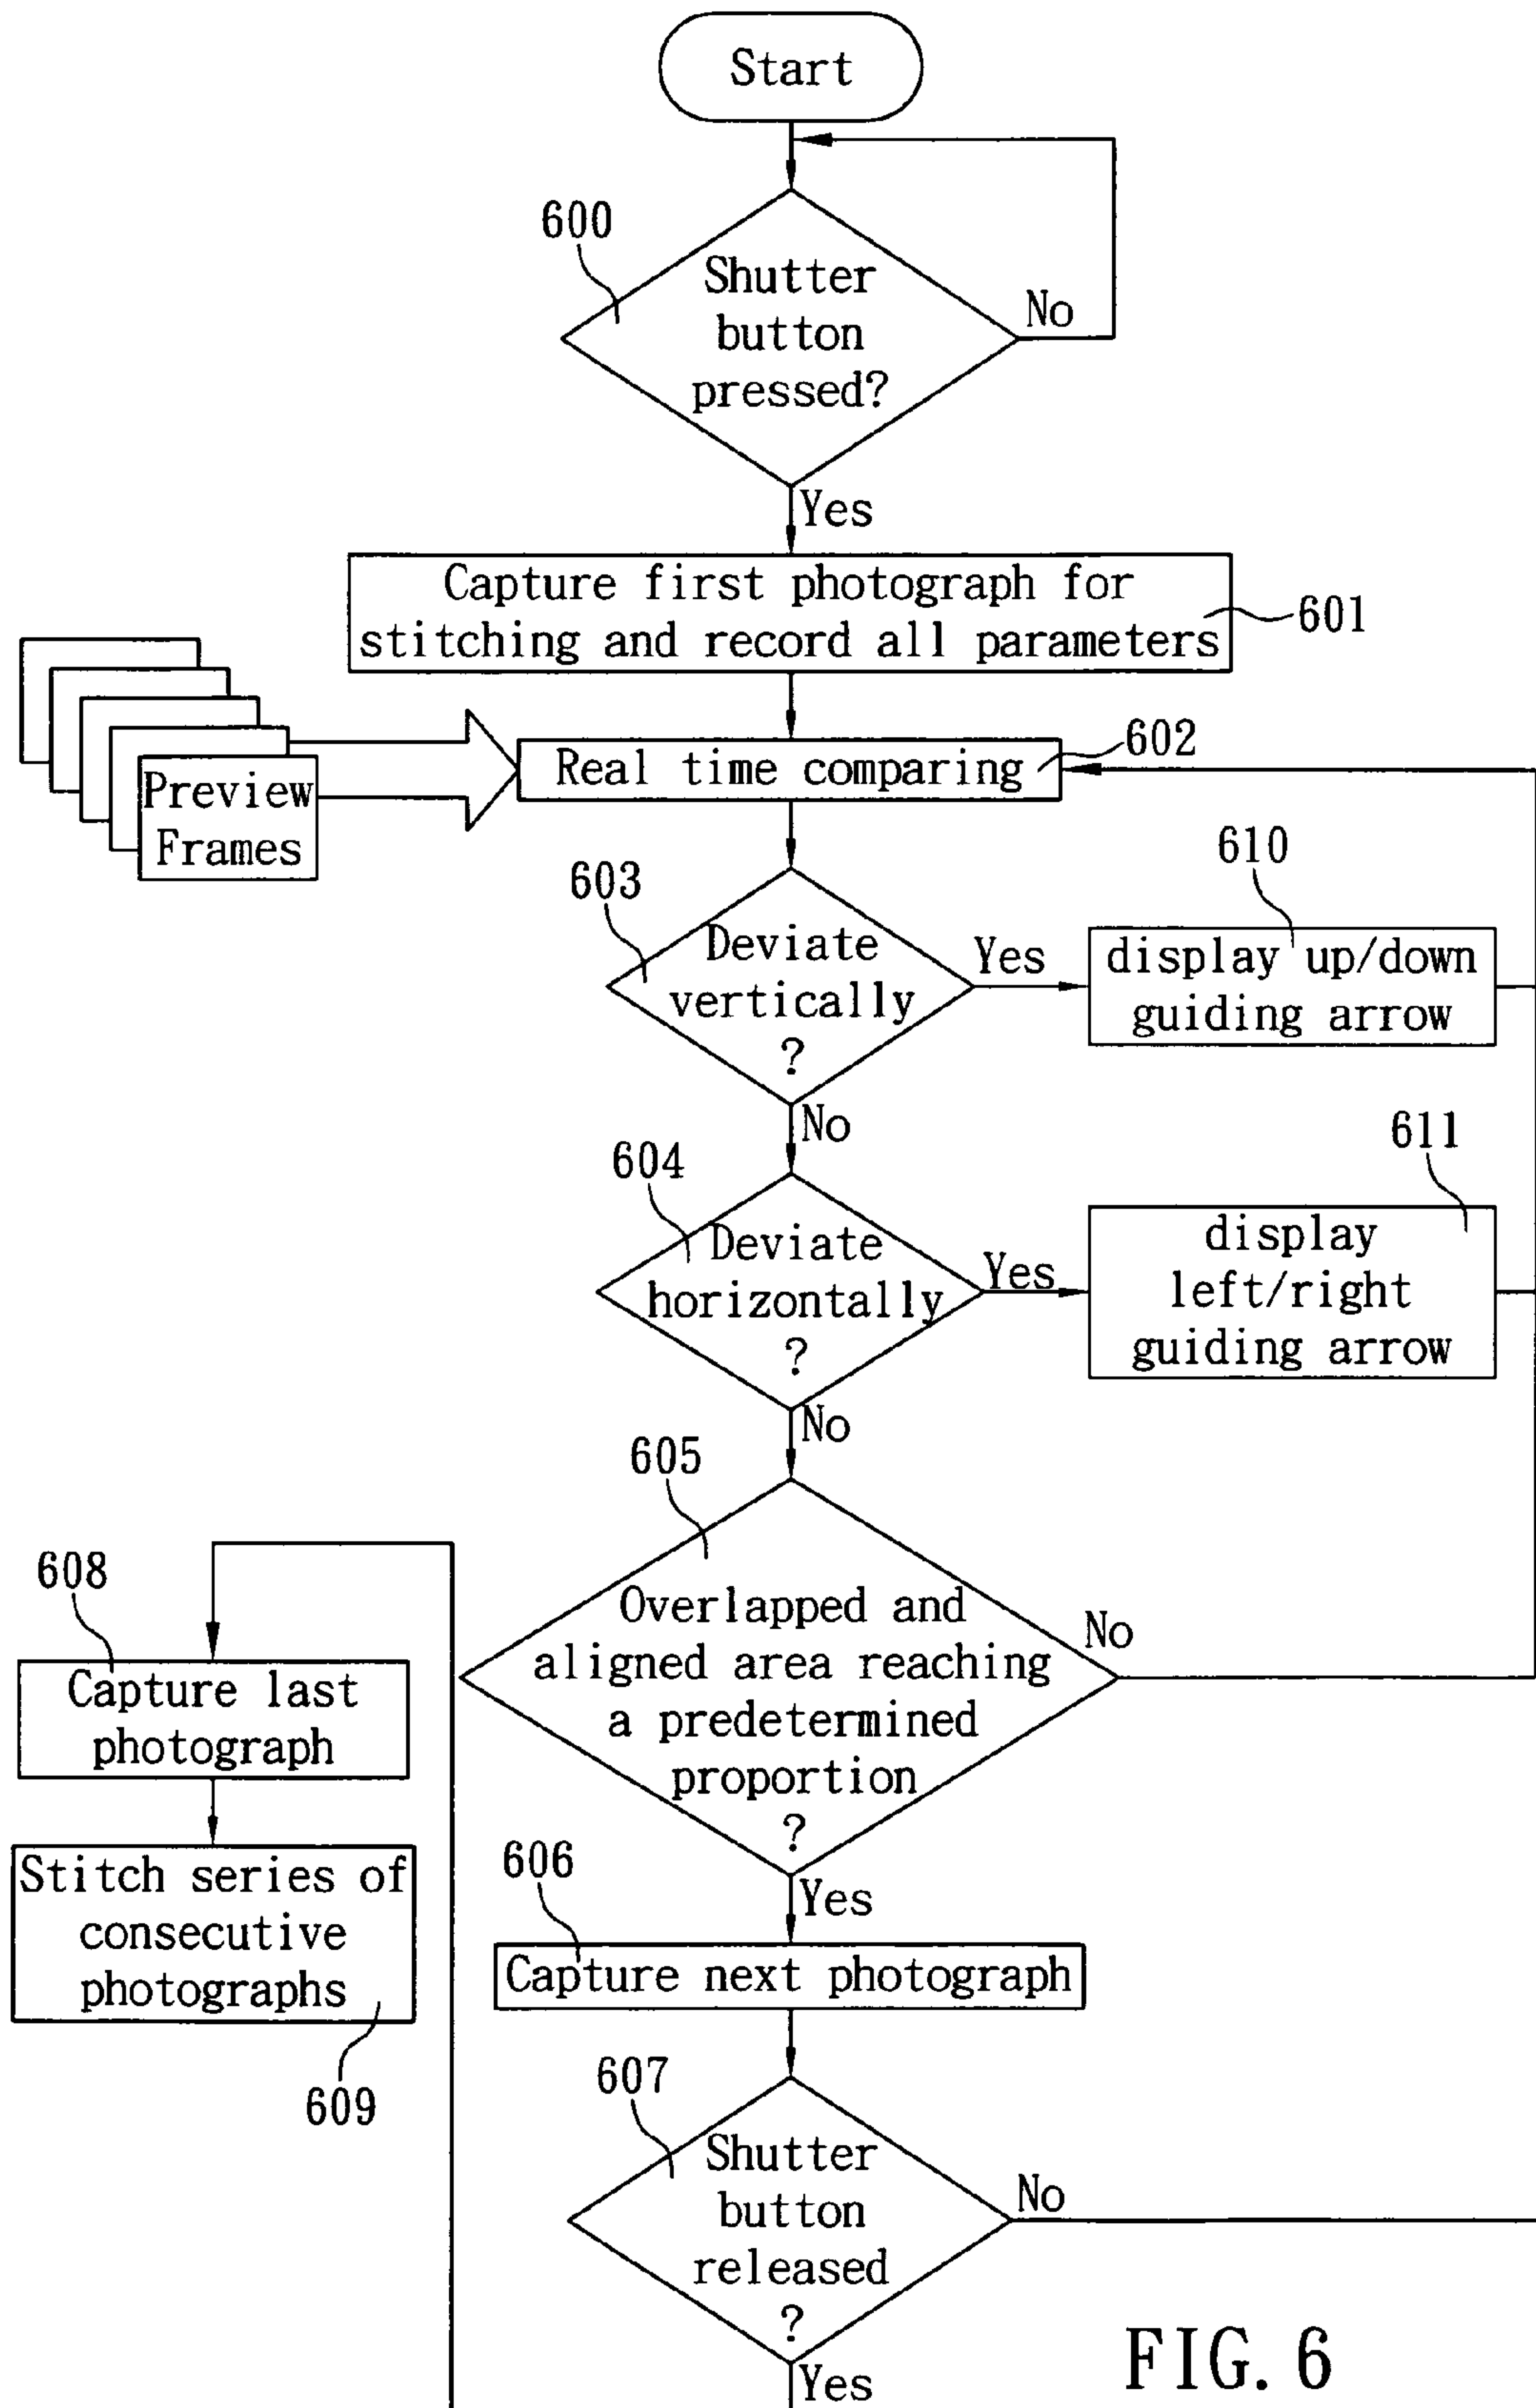 Start
600
Shutter
button
pressed?
No
Yes
Capture first photograph for
stitching and record all parameters
601
Preview
Frames
Real time comparing
602
603
Deviate
vertically
?
Yes
610
display up/down
guiding arrow
No
604
Deviate
horizontally
?
Yes
611
display
left/right
guiding arrow
No
605
Overlapped and
aligned area reaching
a predetermined
proportion
?
No
Yes
606
Capture next photograph
607
Shutter
button
released
?
No
Yes
608
Capture last
photograph
Stitch series of
consecutive
photographs
609
FIG. 6